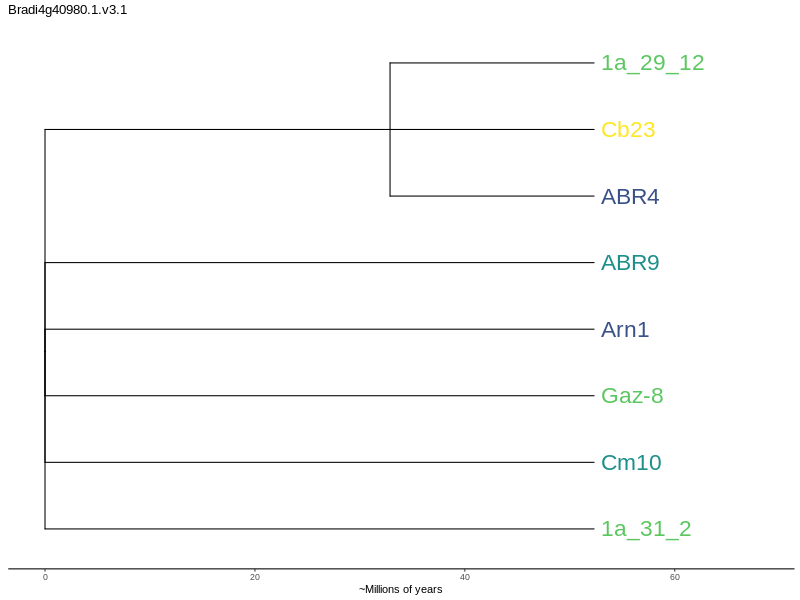 Bradi4g40980.1.v3.1
1a_29_12
Cb23
ABR4
ABR9
Arn1
Gaz-8
Cm10
1a_31_2
0 20 40 60
~Millions of years